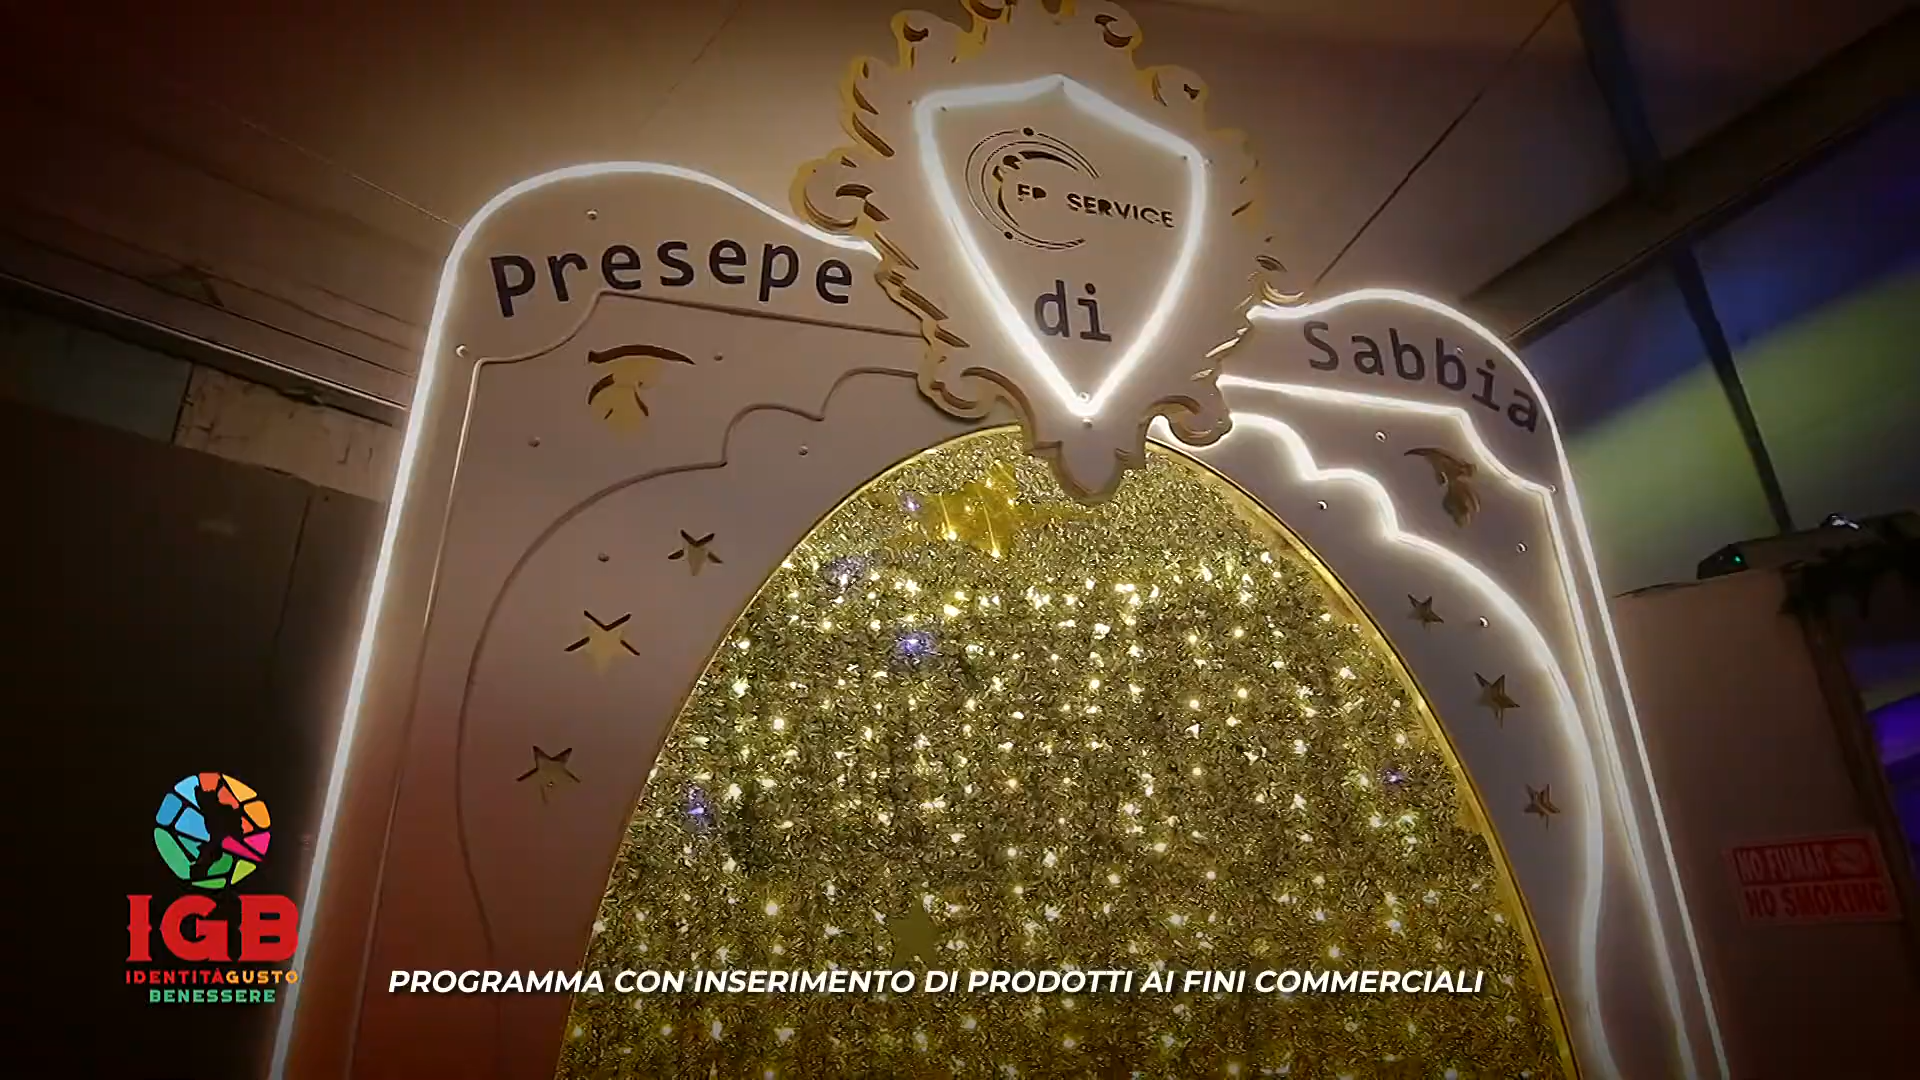 FP SERVICE
Presepe di Sabbia
NO FUMAR
NO SMOKING
IGB
IDENTITÀGUSTO
BENESSERE
PROGRAMMA CON INSERIMENTO DI PRODOTTI AI FINI COMMERCIALI